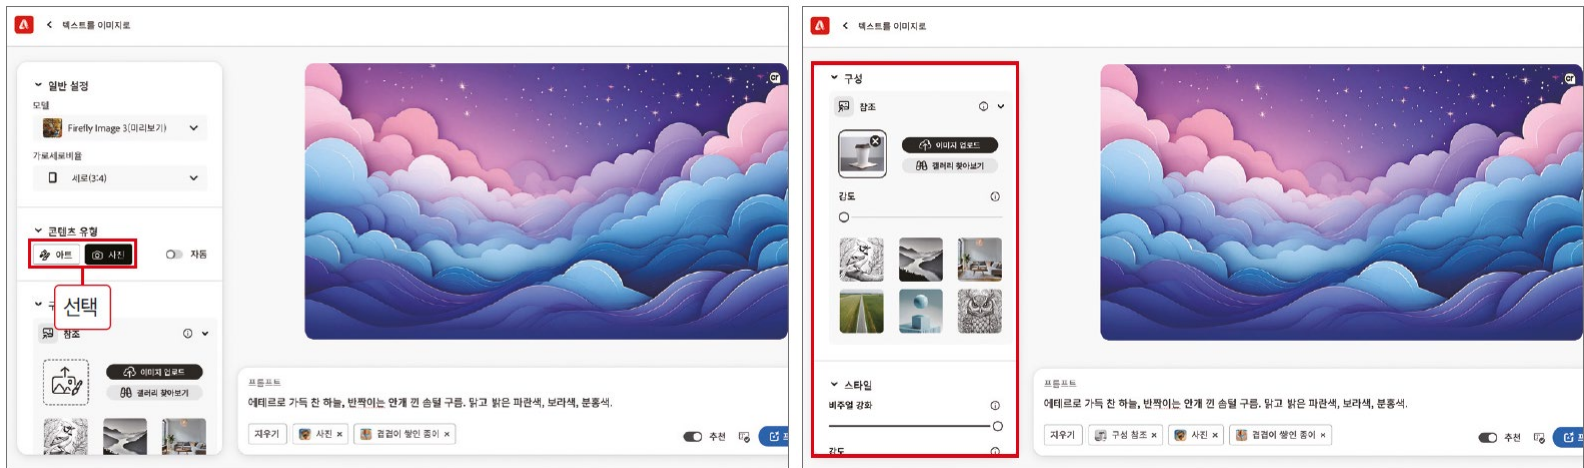 텍스트를 이미지로
일반 설정
모델
Firefly Image 3(미리보기)
가로세로비율
세로(3:4)
콘텐츠 유형
아트
사진
자동
선택
참조
이미지 업로드
갤러리 찾아보기
프롬프트
에테르로 가득 찬 하늘, 반짝이는 안개 낀 솜털 구름. 맑고 밝은 파란색, 보라색, 분홍색.
지우기
사진 ×
겹겹이 쌓인 종이 ×
추천
텍스트를 이미지로
구성
참조
이미지 업로드
갤러리 찾아보기
강도
스타일
비주얼 강화
강도
프롬프트
에테르로 가득 찬 하늘, 반짝이는 안개 낀 솜털 구름. 맑고 밝은 파란색, 보라색, 분홍색.
지우기
구성 참조 ×
사진 ×
겹겹이 쌓인 종이 ×
추천